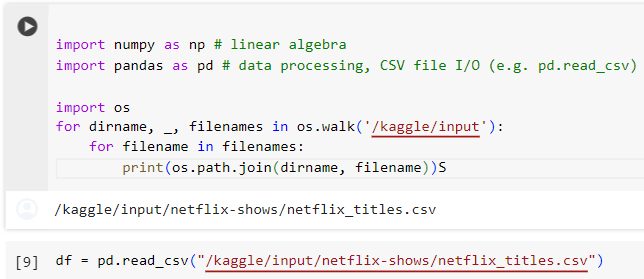 import numpy as np # linear algebra
import pandas as pd # data processing, CSV file I/O (e.g. pd.read_csv)
import os
for dirname, _, filenames in os.walk('/kaggle/input'):
for filename in filenames:
print(os.path.join(dirname, filename))S
/kaggle/input/netflix-shows/netflix_titles.csv
[9] df = pd.read_csv("/kaggle/input/netflix-shows/netflix_titles.csv")